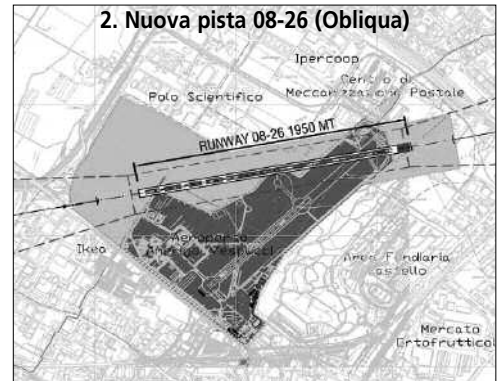 2. Nuova pista 08-26 (Obliqua)
Ipercoop
Centro di
Meccanizzazione Postale
Polo Scientifico
RUNWAY 08-26 1950 MT
Ikea
Aeroporto
Amerigo Vespucci
Area Fondiaria
Castello
Mercato
Ortofrutticol